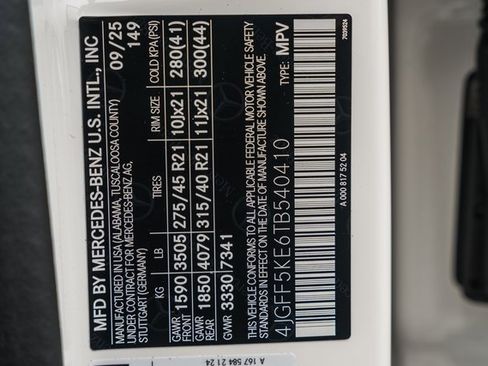 MFD BY MERCEDES-BENZ U.S. INTL., INC
MANUFACTURED IN USA (ALABAMA, TUSCALOOSA COUNTY) 09/25
UNDER CONTRACT FOR MERCEDES-BENZ AG, 149
STUTTGART (GERMANY)
KG LB TIRES RIM SIZE COLD KPA(PSI)
GAWR FRONT 1590 3505 275/45 R21 10Jx21 280(41)
GAWR REAR 1850 4079 315/40 R21 11Jx21 300(44)
GVWR 3330/7341
CONFORMS TO ALL APPLICABLE FEDERAL MOTOR VEHICLE SAFETY
STANDARDS IN EFFECT ON THE DATE OF MANUFACTURE SHOWN ABOVE.
4JGFF5KE6TB540410 TYPE: MPV
A 000 817 52 04
7029524
A 167 584 21 24